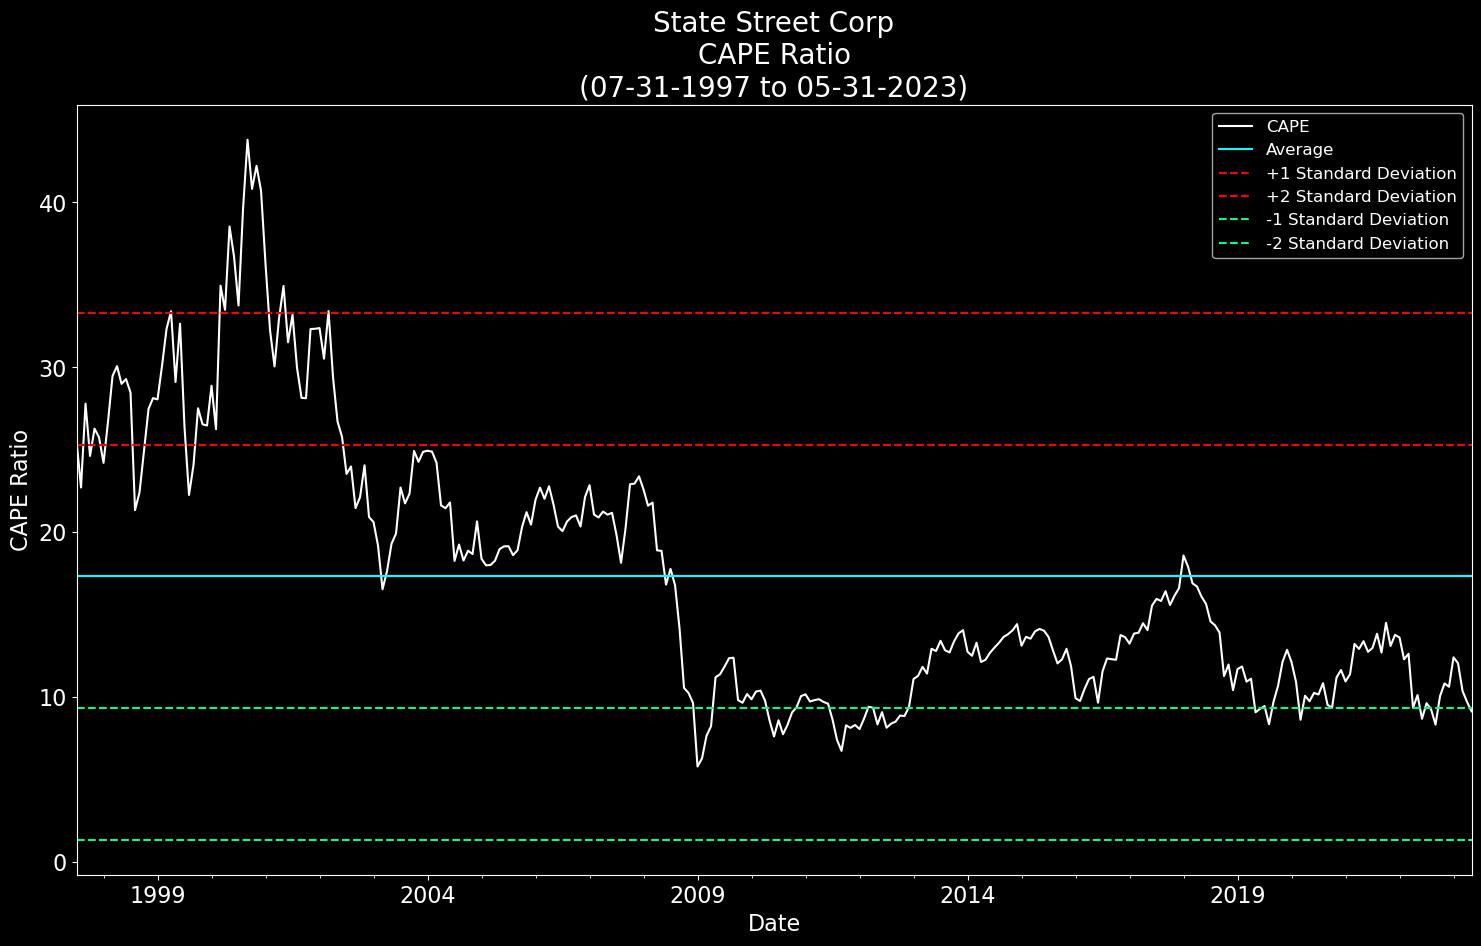 State Street Corp
CAPE Ratio
(07-31-1997 to 05-31-2023)
CAPE
Average
+1 Standard Deviation
+2 Standard Deviation
-1 Standard Deviation
-2 Standard Deviation
CAPE Ratio
40
30
20
10
0
1999 2004 2009 2014 2019
Date